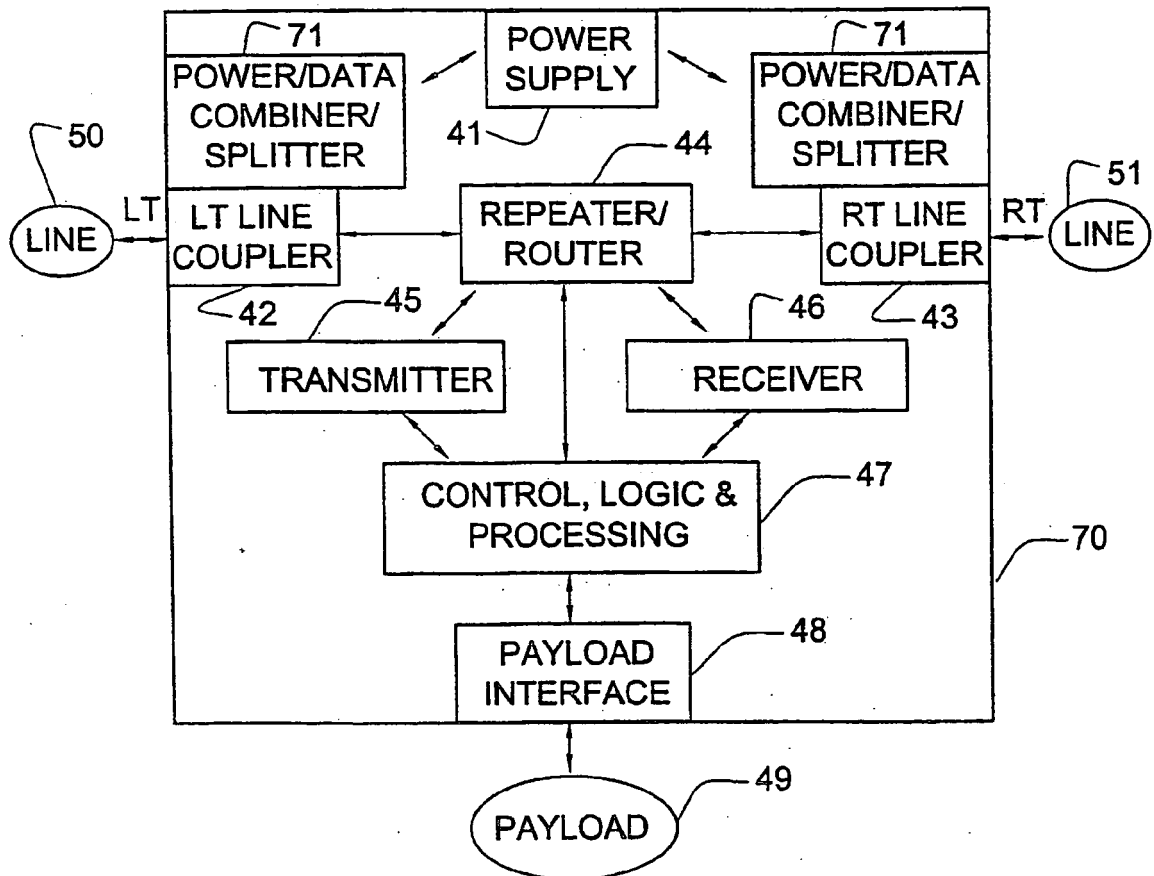 71
POWER/DATA
COMBINER/
SPLITTER
POWER
SUPPLY
41
71
POWER/DATA
COMBINER/
SPLITTER
50
LINE
LT
LT LINE
COUPLER
42
44
REPEATER/
ROUTER
RT LINE
COUPLER
43
RT
51
LINE
45
TRANSMITTER
46
RECEIVER
CONTROL, LOGIC &
PROCESSING
47
70
PAYLOAD
INTERFACE
48
PAYLOAD
49